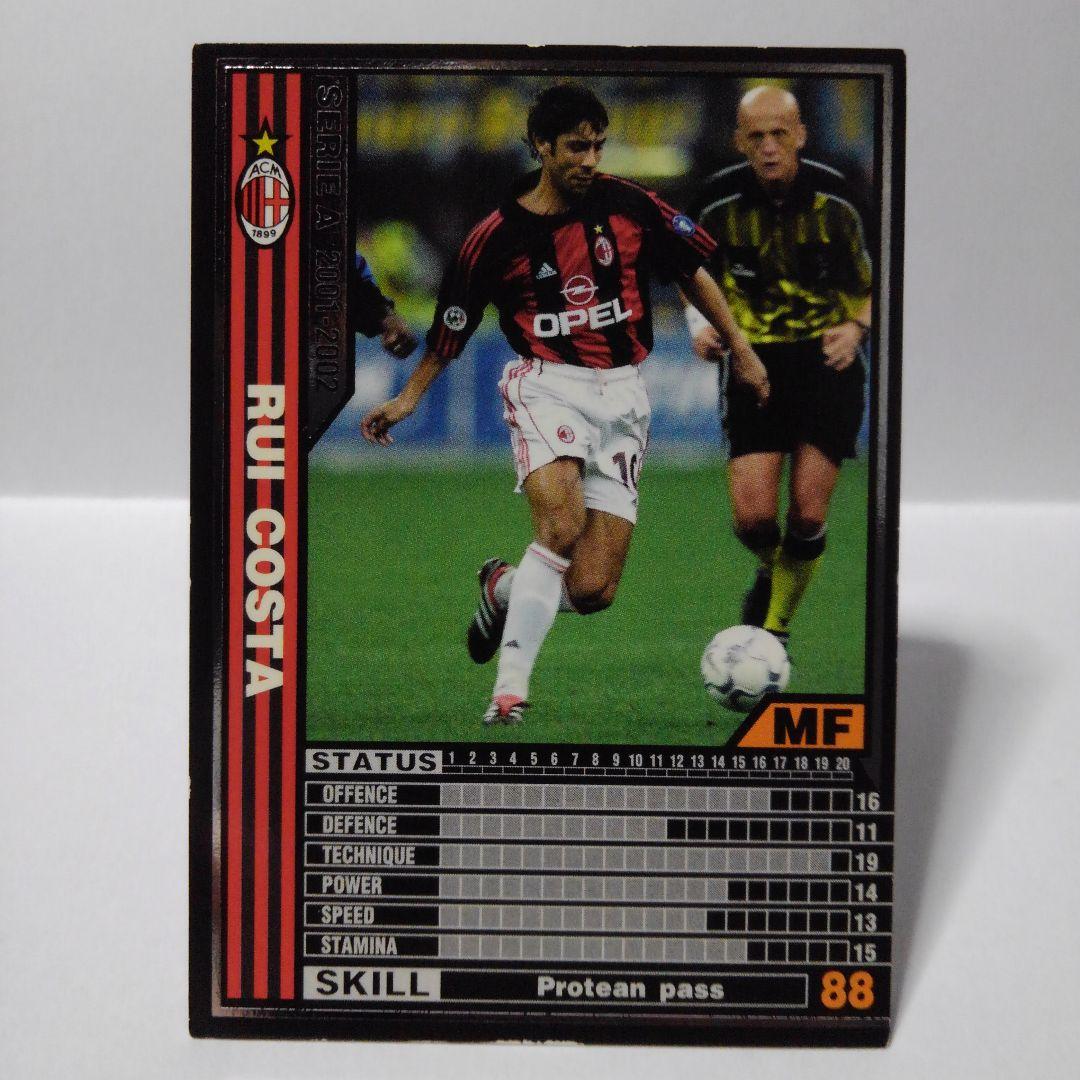 SERIE A 2001-2002
ACM
1899
RUI COSTA
OPEL
10
MF
STATUS 1 2 3 4 5 6 7 8 9 10 11 12 13 14 15 16 17 18 19 20
OFFENCE 16
DEFENCE 11
TECHNIQUE 19
POWER 14
SPEED 13
STAMINA 15
SKILL Protean pass 88